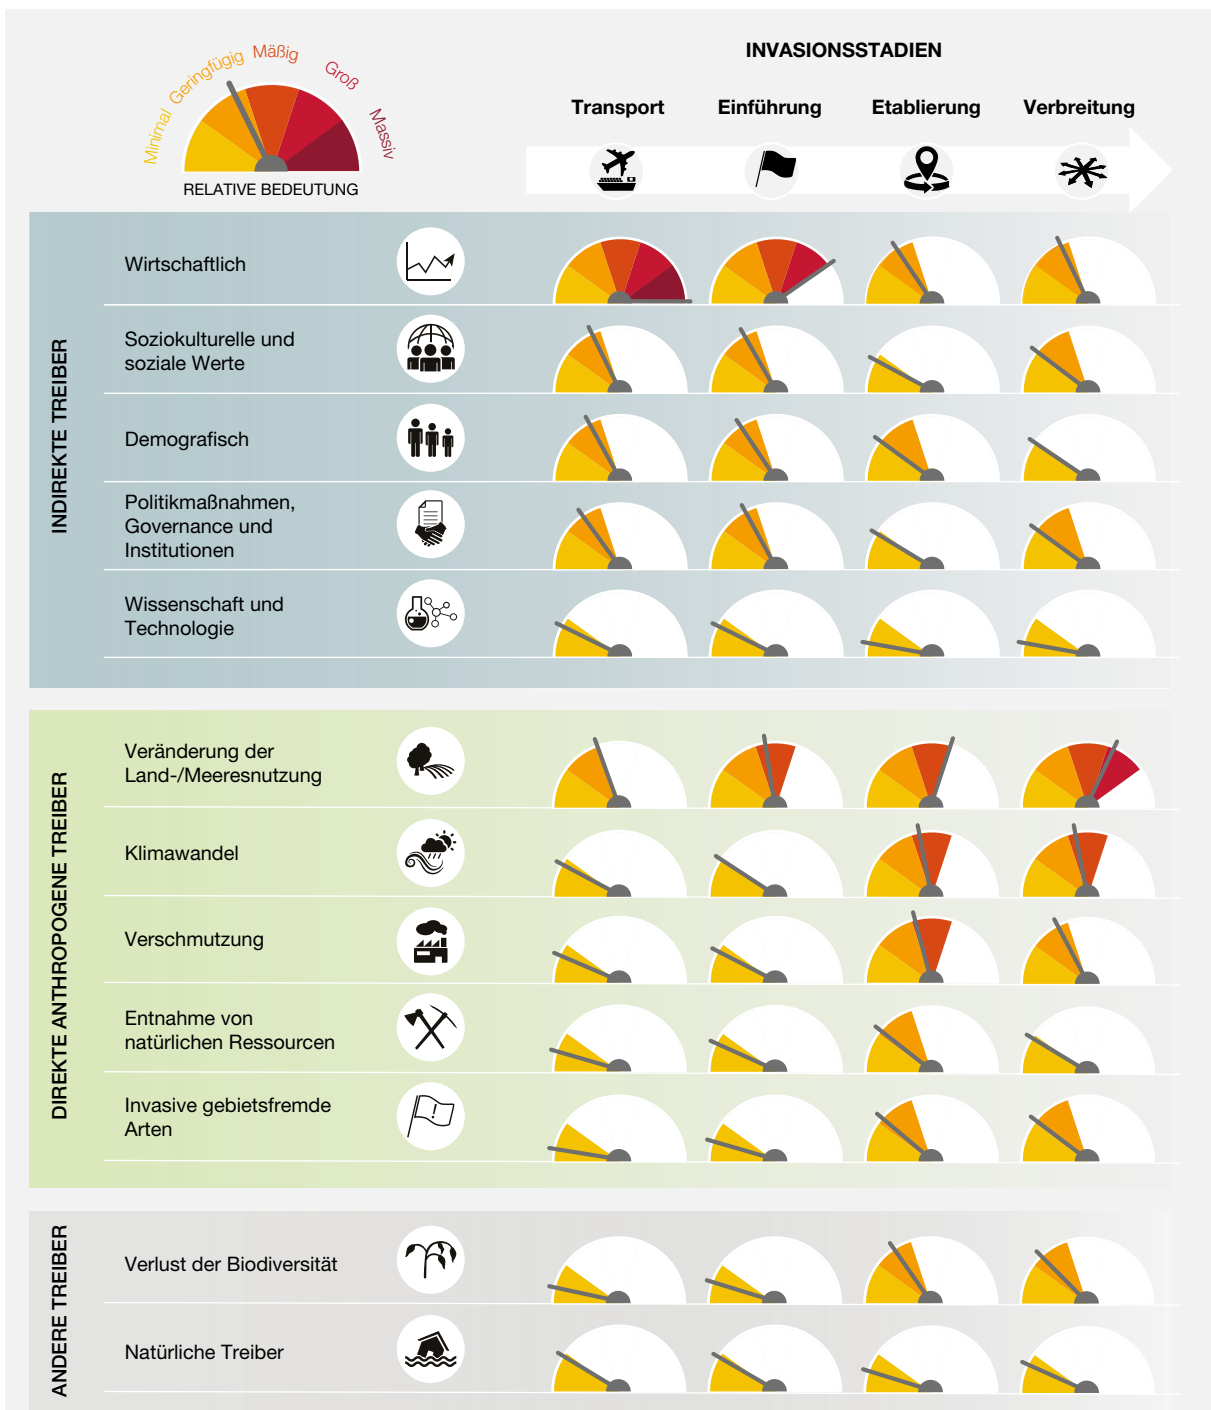 Minimal
Geringfügig
Mäßig
Groß
Massiv
RELATIVE BEDEUTUNG
INVASIONSSTADIEN
Transport
Einführung
Etablierung
Verbreitung
INDIREKTE TREIBER
Wirtschaftlich
Soziokulturelle und
soziale Werte
Demografisch
Politikmaßnahmen,
Governance und
Institutionen
Wissenschaft und
Technologie
DIREKTE ANTHROPOGENE TREIBER
Veränderung der
Land-/Meeresnutzung
Klimawandel
Verschmutzung
Entnahme von
natürlichen Ressourcen
Invasive gebietsfremde
Arten
!
ANDERE TREIBER
Verlust der Biodiversität
Natürliche Treiber